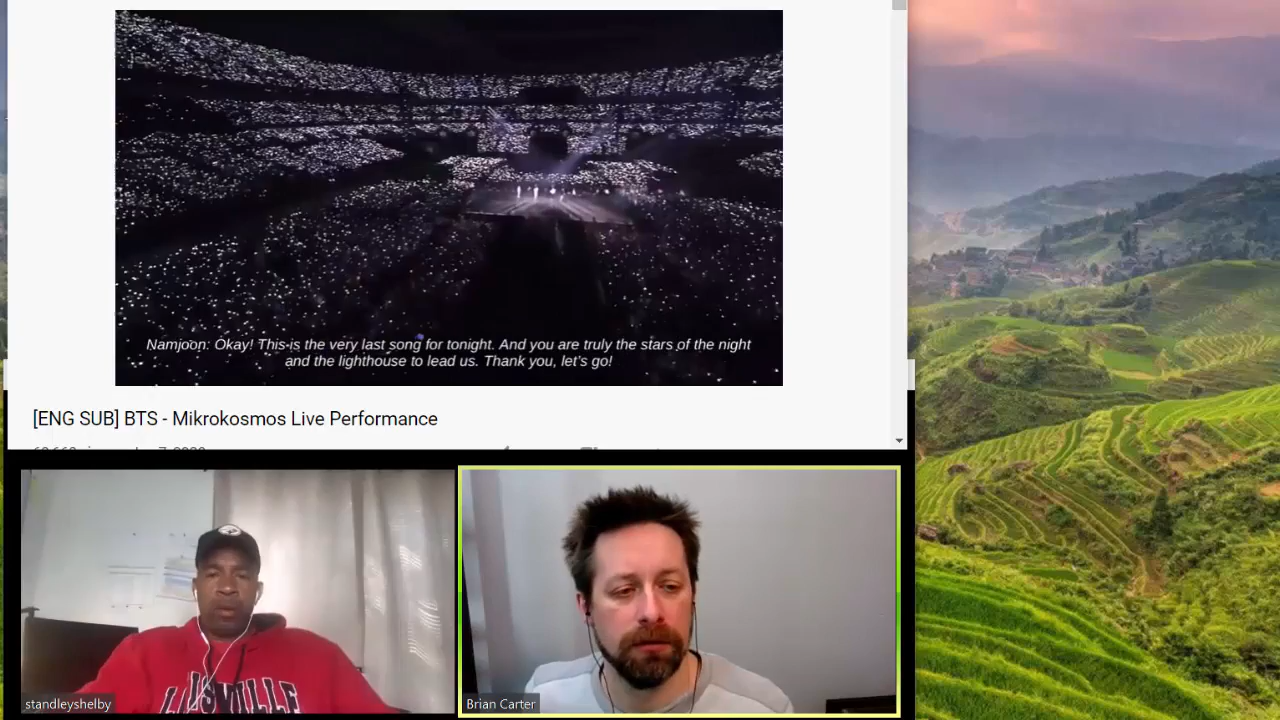 Namjoon: Okay! This is the very last song for tonight. And you are truly the stars of the night
and the lighthouse to lead us. Thank you, let's go!
[ENG SUB] BTS - Mikrokosmos Live Performance
standleyshelby
Brian Carter